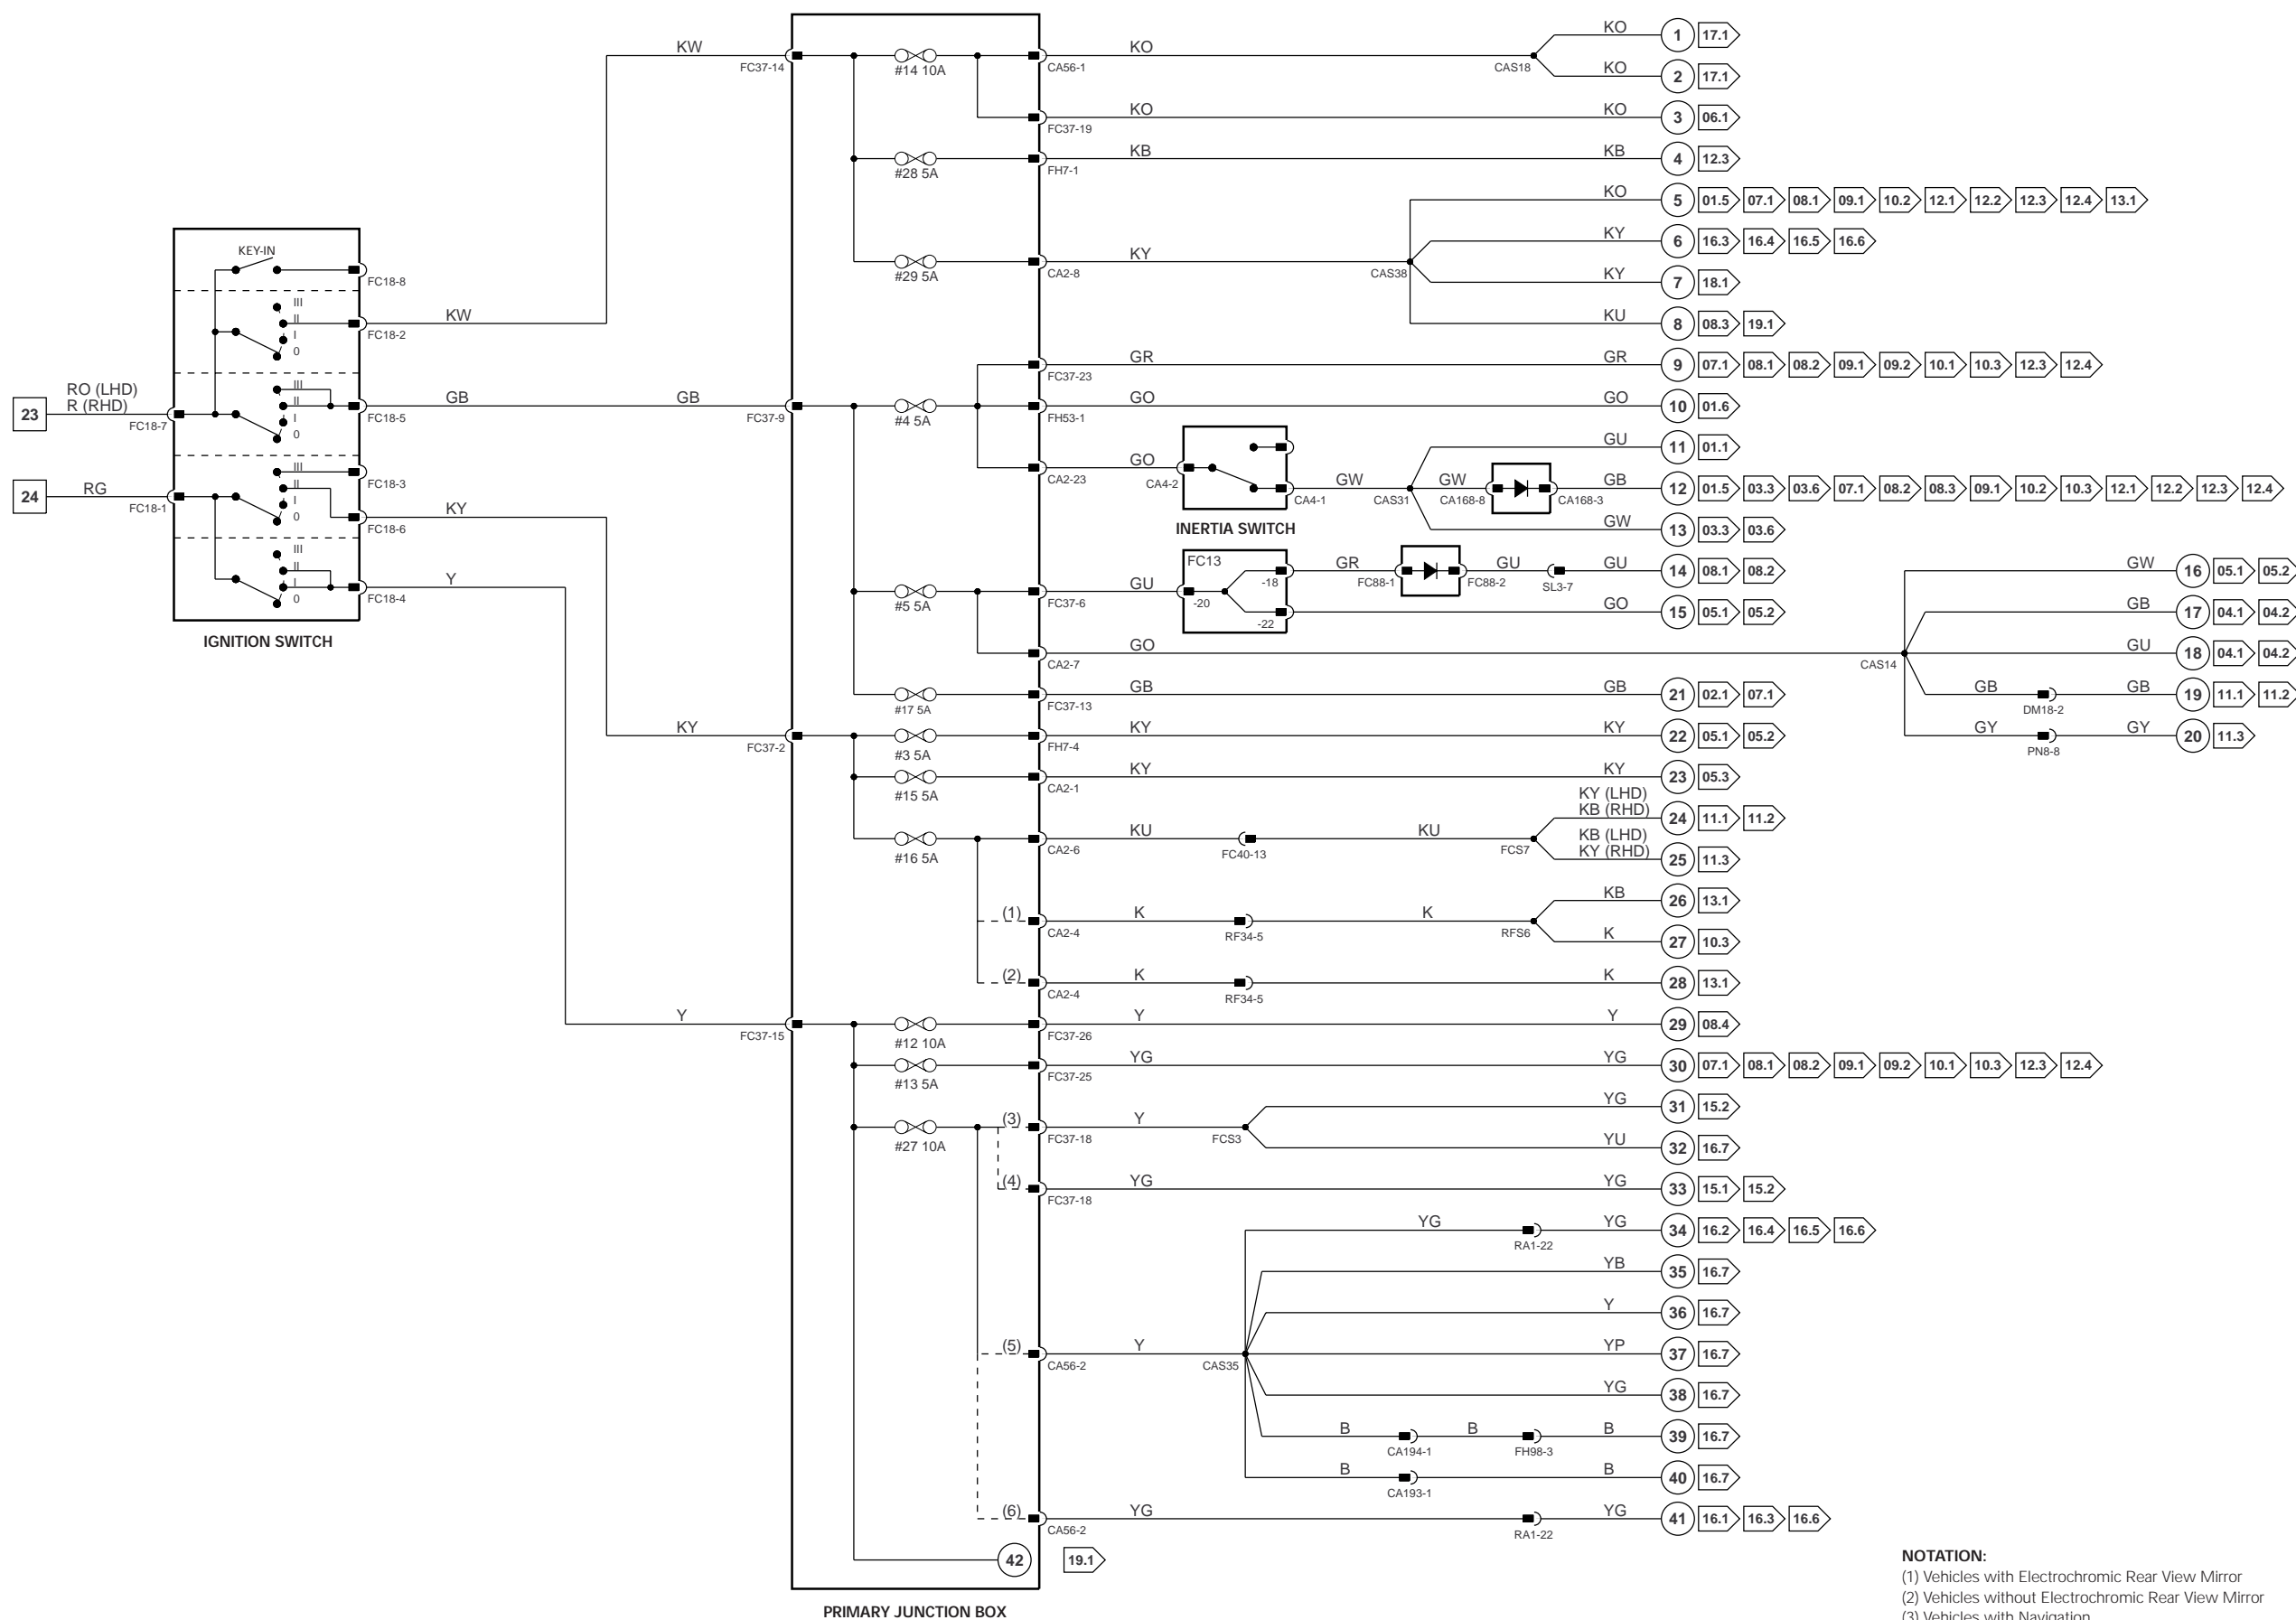 KW
FC37-14
#14 10A
CA56-1
KO
CAS18
KO
1
17.1
KO
2
17.1
FC37-19
KO
KO
3
06.1
#28 5A
FH7-1
KB
KB
4
12.3
KO
5
01.5
07.1
08.1
09.1
10.2
12.1
12.2
12.3
12.4
13.1
KY
6
16.3
16.4
16.5
16.6
#29 5A
CA2-8
KY
CAS38
KY
7
18.1
KU
8
08.3
19.1
KEY-IN
FC18-8
III
II
I
0
FC18-2
KW
23
RO (LHD)
R (RHD)
FC18-7
III
II
I
0
FC18-5
GB
GB
FC37-9
#4 5A
FC37-23
GR
GR
9
07.1
08.1
08.2
09.1
09.2
10.1
10.3
12.3
12.4
FH53-1
GO
GO
10
01.6
CA2-23
GO
CA4-2
CA4-1
INERTIA SWITCH
GW
CAS31
GU
11
01.1
GW
CA168-8
CA168-3
GB
12
01.5
03.3
03.6
07.1
08.2
08.3
09.1
10.2
10.3
12.1
12.2
12.3
12.4
GW
13
03.3
03.6
24
RG
FC18-1
III
II
I
0
FC18-3
FC18-6
KY
III
II
I
0
FC18-4
Y
IGNITION SWITCH
#5 5A
FC37-6
GU
FC13
-20
-18
-22
GR
FC88-1
FC88-2
GU
SL3-7
GU
14
08.1
08.2
GO
15
05.1
05.2
CA2-7
GO
CAS14
GW
16
05.1
05.2
GB
17
04.1
04.2
GU
18
04.1
04.2
GB
DM18-2
GB
19
11.1
11.2
GY
PN8-8
GY
20
11.3
#17 5A
FC37-13
GB
GB
21
02.1
07.1
KY
FC37-2
#3 5A
FH7-4
KY
KY
22
05.1
05.2
#15 5A
CA2-1
KY
KY
23
05.3
#16 5A
CA2-6
KU
FC40-13
KU
FCS7
KY (LHD)
KB (RHD)
24
11.1
11.2
KB (LHD)
KY (RHD)
25
11.3
(1)
CA2-4
K
RF34-5
K
RFS6
KB
26
13.1
K
27
10.3
(2)
CA2-4
K
RF34-5
K
28
13.1
Y
FC37-15
#12 10A
FC37-26
Y
Y
29
08.4
#13 5A
FC37-25
YG
YG
30
07.1
08.1
08.2
09.1
09.2
10.1
10.3
12.3
12.4
#27 10A
(3)
FC37-18
Y
FCS3
YG
31
15.2
YU
32
16.7
(4)
FC37-18
YG
YG
33
15.1
15.2
YG
RA1-22
YG
34
16.2
16.4
16.5
16.6
YB
35
16.7
Y
36
16.7
(5)
CA56-2
Y
CAS35
YP
37
16.7
YG
38
16.7
B
CA194-1
B
FH98-3
B
39
16.7
B
CA193-1
B
40
16.7
(6)
CA56-2
YG
RA1-22
YG
41
16.1
16.3
16.6
42
19.1
PRIMARY JUNCTION BOX
NOTATION:
(1) Vehicles with Electrochromic Rear View Mirror
(2) Vehicles without Electrochromic Rear View Mirror
(3) Vehicles with Navigation